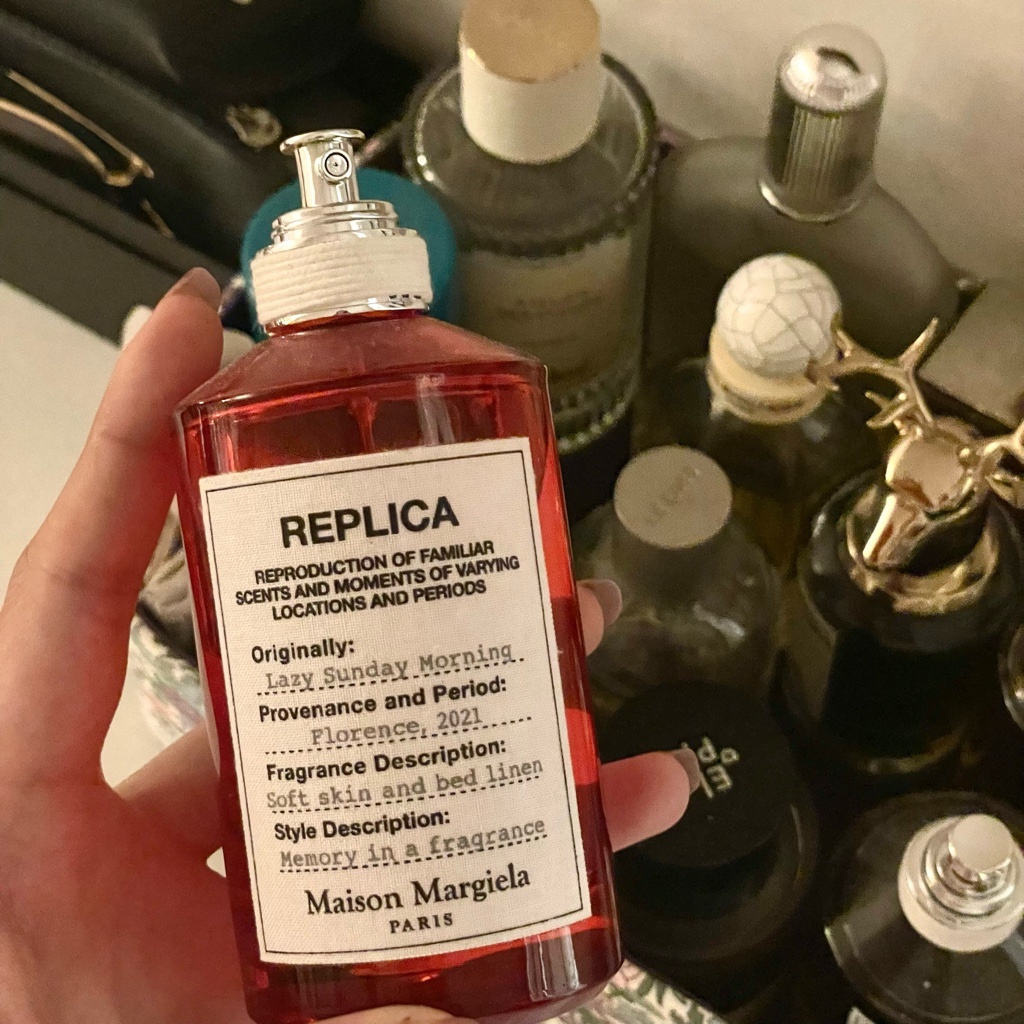 REPLICA
REPRODUCTION OF FAMILIAR
SCENTS AND MOMENTS OF VARYING
LOCATIONS AND PERIODS
Originally:
Lazy Sunday Morning
Provenance and Period:
Florence, 2021
Fragrance Description:
Soft skin and bed linen
Style Description:
Memory in a fragrance
Maison Margiela
PARIS